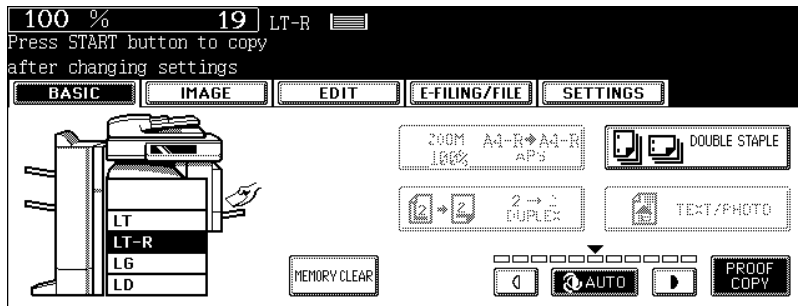 100 % 19 LT-R
Press START button to copy
after changing settings
BASIC IMAGE EDIT E-FILING/FILE SETTINGS
ZOOM A4-R→A4-R
100% APS
DOUBLE STAPLE
2→2 2 → 2
DUPLEX
TEXT/PHOTO
LT
LT-R
LG
LD
MEMORY CLEAR
AUTO
PROOF
COPY